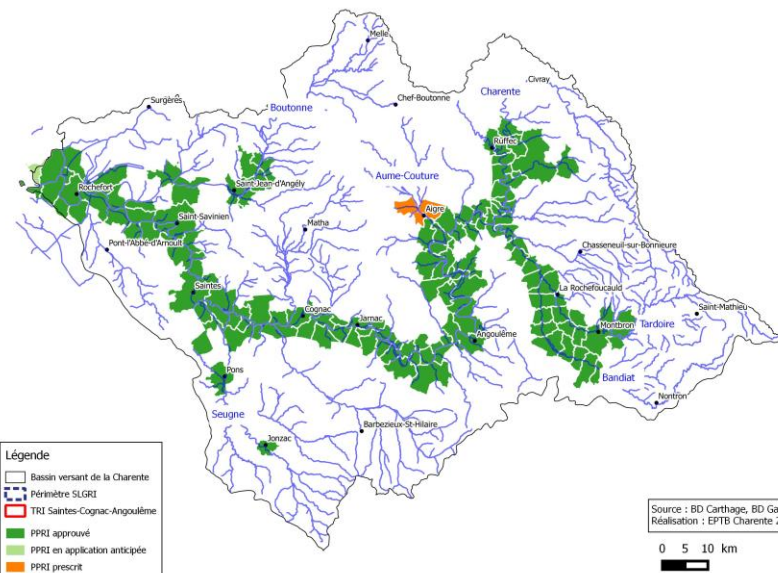 Melle
Civray
Surgères
Chef-Boutonne
Boutonne
Charente
Ruffec
Aume-Couture
Rochefort
Saint-Jean-d'Angély
Aigre
Saint-Savinien
Matha
Pont-l'Abbe-d'Arnoult
Chasseneuil-sur-Bonnieure
Saintes
La Rochefoucauld
Cognac
Jarnac
Saint-Mathieu
Montbron
Tardoire
Angoulême
Pons
Bandiat
Nontron
Seugne
Barbezieux-St-Hilaire
Jonzac
Légende
Bassin versant de la Charente
Périmètre SLGRI
TRI Saintes-Cognac-Angoulême
PPRI approuvé
PPRI en application anticipée
PPRI prescrit
Source : BD Carthage, BD Ga
Réalisation : EPTB Charente 2
0 5 10 km